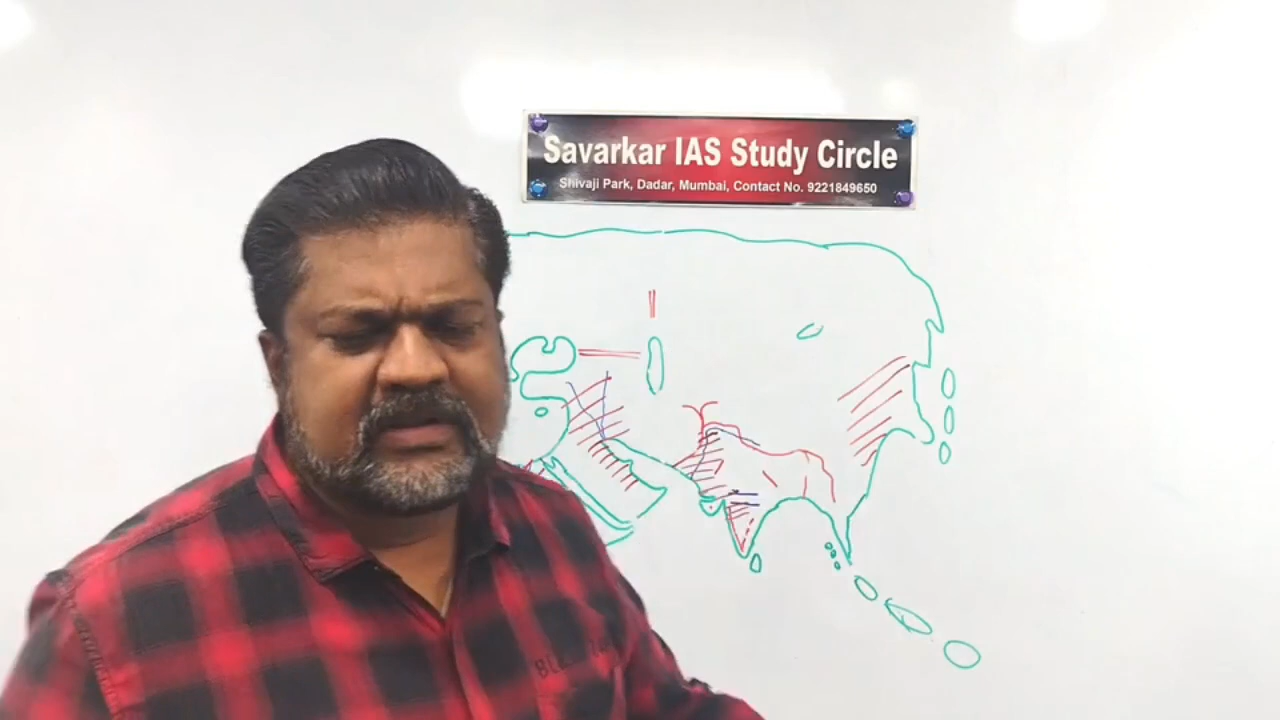 Savarkar IAS Study Circle
Shivaji Park, Dadar, Mumbai, Contact No. 9221849650